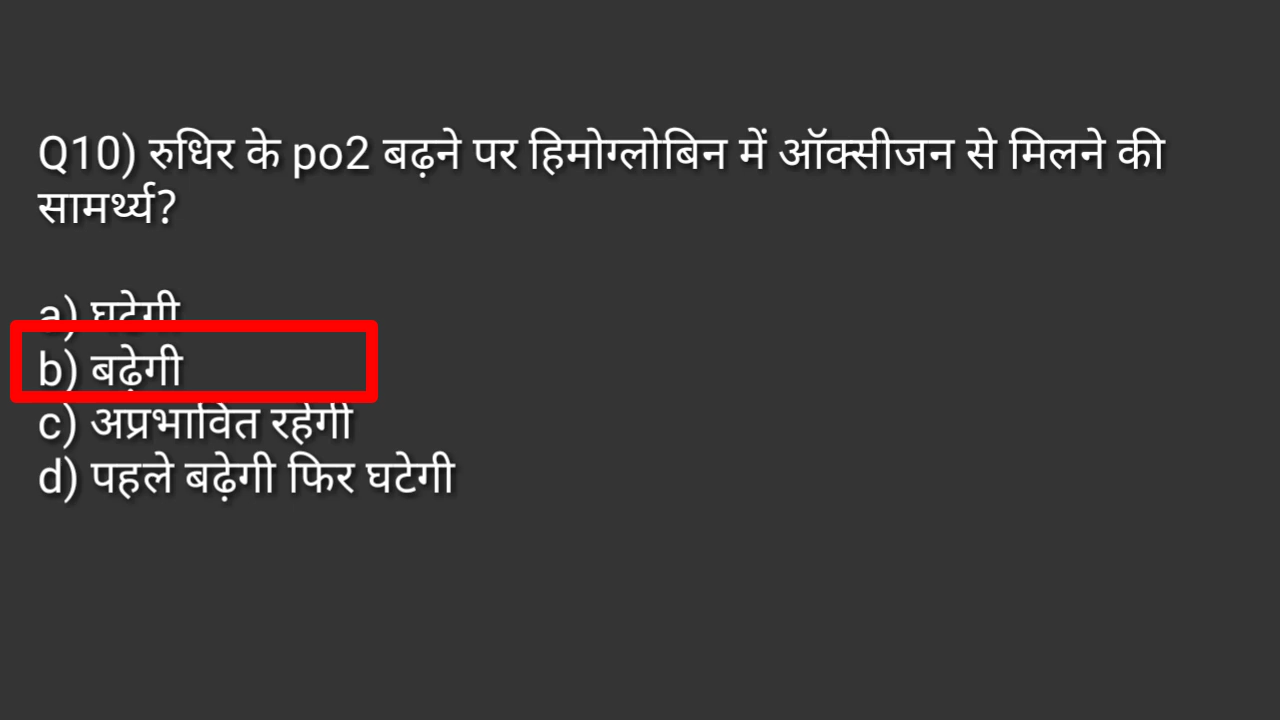 Q10) रुधिर के po2 बढ़ने पर हिमोग्लोबिन में ऑक्सीजन से मिलने की
सामर्थ्य?
a) घटेगी
b) बढ़ेगी
c) अप्रभावित रहेगी
d) पहले बढ़ेगी फिर घटेगी